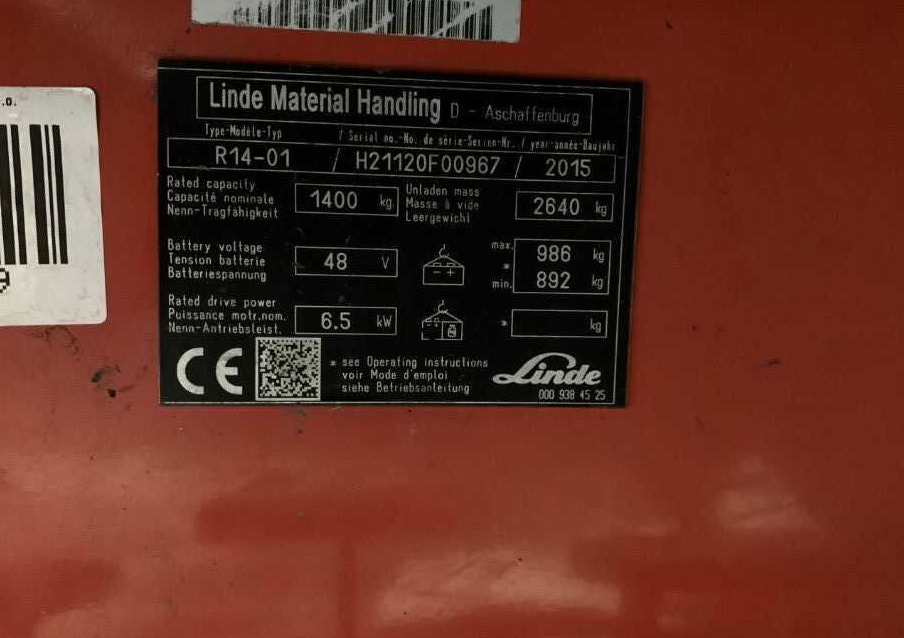 .o.
9
Linde Material Handling D - Aschaffenburg
Type-Modèle-Typ / Serial no.-No. de série-Serien-Nr. / year-année-Baujahr
R14-01 / H21120F00967 / 2015
Rated capacity
Capacité nominale
Nenn-Tragfähigkeit
1400 kg
Unladen mass
Masse à vide
Leergewicht
2640 kg
Battery voltage
Tension batterie
Batteriespannung
48 V
- +
max. 986 kg
*
min. 892 kg
Rated drive power
Puissance motr.nom.
Nenn-Antriebsleist.
6.5 kW
* kg
CE
* see Operating instructions
voir Mode d'emploi
siehe Betriebsanleitung
Linde
000 938 45 25